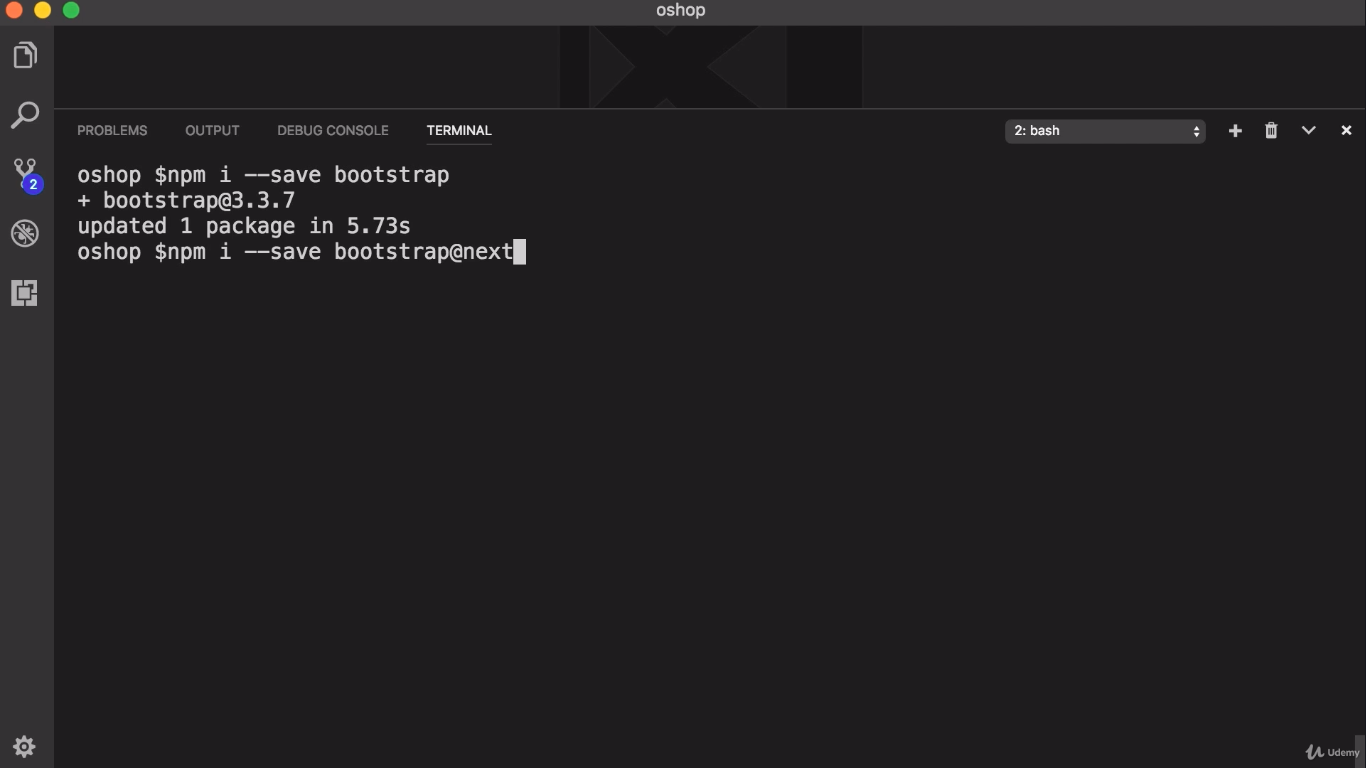 oshop
PROBLEMS OUTPUT DEBUG CONSOLE TERMINAL 2: bash
oshop $npm i --save bootstrap
+ bootstrap@3.3.7
updated 1 package in 5.73s
oshop $npm i --save bootstrap@next
2
Udemy